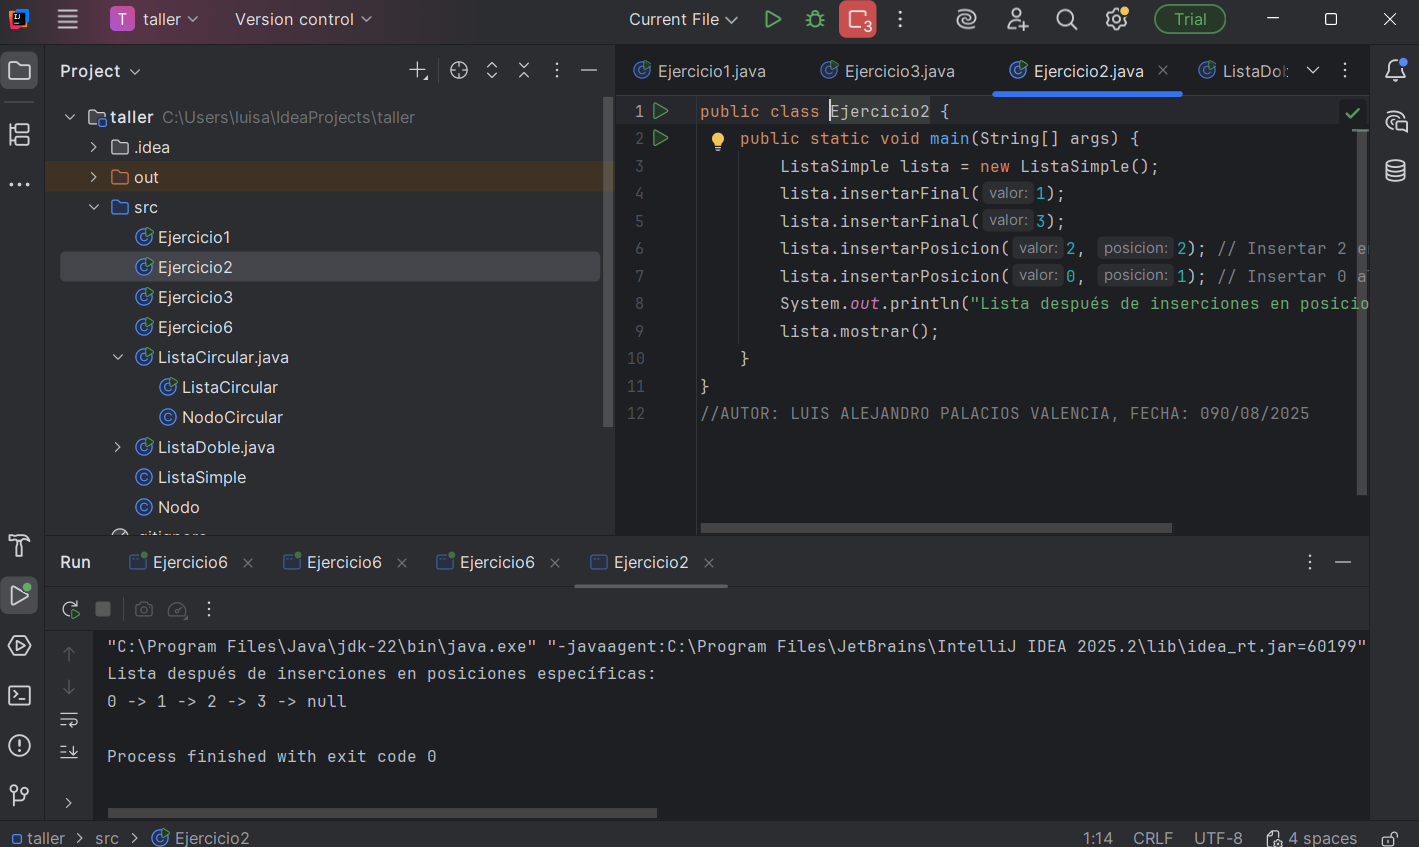 T taller Version control Current File 3 Trial
Project
Ejercicio1.java Ejercicio3.java Ejercicio2.java ListaDol
taller C:\Users\luisa\IdeaProjects\taller
.idea
out
src
Ejercicio1
Ejercicio2
Ejercicio3
Ejercicio6
ListaCircular.java
ListaCircular
NodoCircular
ListaDoble.java
ListaSimple
Nodo
.gitignore
1 public class Ejercicio2 {
2 public static void main(String[] args) {
3 ListaSimple lista = new ListaSimple();
4 lista.insertarFinal( valor: 1);
5 lista.insertarFinal( valor: 3);
6 lista.insertarPosicion( valor: 2, posicion: 2); // Insertar 2 e
7 lista.insertarPosicion( valor: 0, posicion: 1); // Insertar 0 a
8 System.out.println("Lista después de inserciones en posicio
9 lista.mostrar();
10 }
11 }
12 //AUTOR: LUIS ALEJANDRO PALACIOS VALENCIA, FECHA: 090/08/2025
Run Ejercicio6 Ejercicio6 Ejercicio6 Ejercicio2
"C:\Program Files\Java\jdk-22\bin\java.exe" "-javaagent:C:\Program Files\JetBrains\IntelliJ IDEA 2025.2\lib\idea_rt.jar=60199"
Lista después de inserciones en posiciones específicas:
0 -> 1 -> 2 -> 3 -> null
Process finished with exit code 0
taller > src > Ejercicio2 1:14 CRLF UTF-8 4 spaces